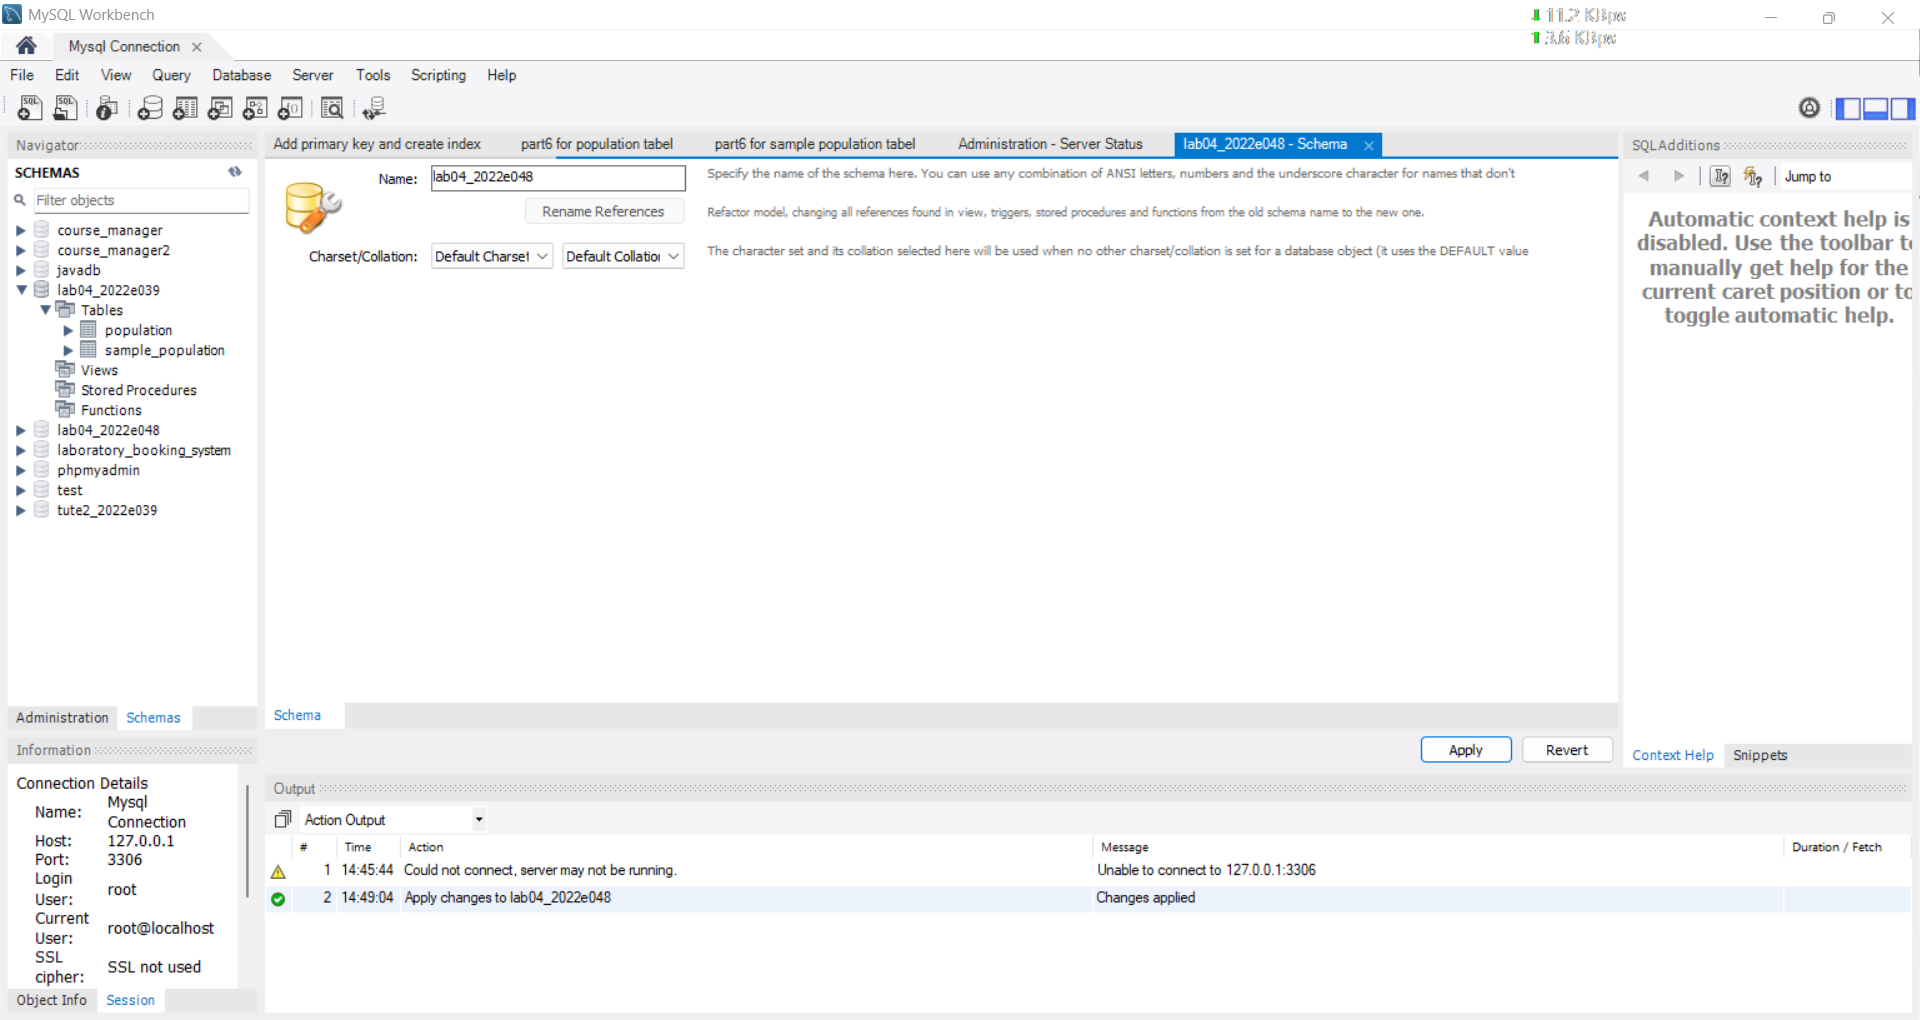 MySQL Workbench
11.2 KBps
3.6 KBps
Mysql Connection
File Edit View Query Database Server Tools Scripting Help
Navigator
SCHEMAS
Filter objects
course_manager
course_manager2
javadb
lab04_2022e039
Tables
population
sample_population
Views
Stored Procedures
Functions
lab04_2022e048
laboratory_booking_system
phpmyadmin
test
tute2_2022e039
Administration Schemas
Information
Connection Details
Name: Mysql Connection
Host: 127.0.0.1
Port: 3306
Login User: root
Current User: root@localhost
SSL cipher: SSL not used
Object Info Session
Add primary key and create index part6 for population tabel part6 for sample population tabel Administration - Server Status lab04_2022e048 - Schema
Name: lab04_2022e048
Specify the name of the schema here. You can use any combination of ANSI letters, numbers and the underscore character for names that don't
Rename References
Refactor model, changing all references found in view, triggers, stored procedures and functions from the old schema name to the new one.
Charset/Collation: Default Charset Default Collation
The character set and its collation selected here will be used when no other charset/collation is set for a database object (it uses the DEFAULT value
Schema
Apply Revert
Output
Action Output
# Time Action Message Duration / Fetch
1 14:45:44 Could not connect, server may not be running. Unable to connect to 127.0.0.1:3306
2 14:49:04 Apply changes to lab04_2022e048 Changes applied
SQLAdditions
Jump to
Automatic context help is
disabled. Use the toolbar to
manually get help for the
current caret position or to
toggle automatic help.
Context Help Snippets